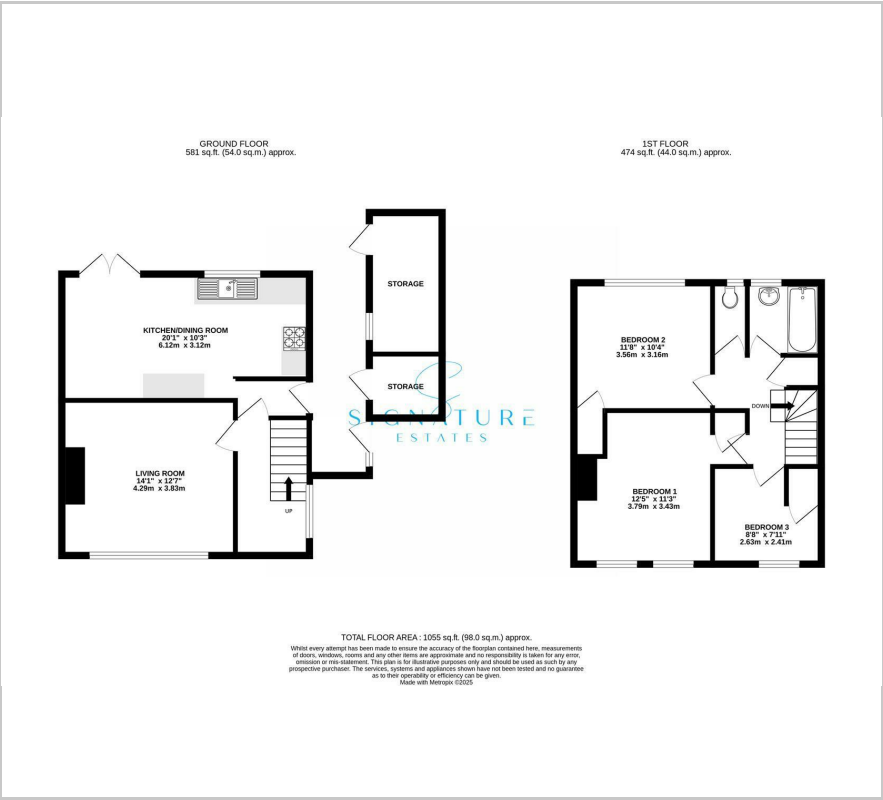 GROUND FLOOR
581 sq.ft. (54.0 sq.m.) approx.
1ST FLOOR
474 sq.ft. (44.0 sq.m.) approx.
STORAGE
KITCHEN/DINING ROOM
20'1" x 10'3"
6.12m x 3.12m
STORAGE
SIGNATURE
ESTATES
LIVING ROOM
14'1" x 12'7"
4.29m x 3.83m
UP
BEDROOM 2
11'8" x 10'4"
3.56m x 3.16m
DOWN
BEDROOM 1
12'5" x 11'3"
3.79m x 3.43m
BEDROOM 3
8'8" x 7'11"
2.63m x 2.41m
TOTAL FLOOR AREA : 1055 sq.ft. (98.0 sq.m.) approx.
Whilst every attempt has been made to ensure the accuracy of the floorplan contained here, measurements
of doors, windows, rooms and any other items are approximate and no responsibility is taken for any error,
omission or mis-statement. This plan is for illustrative purposes only and should be used as such by any
prospective purchaser. The services, systems and appliances shown have not been tested and no guarantee
as to their operability or efficiency can be given.
Made with Metropix ©2025